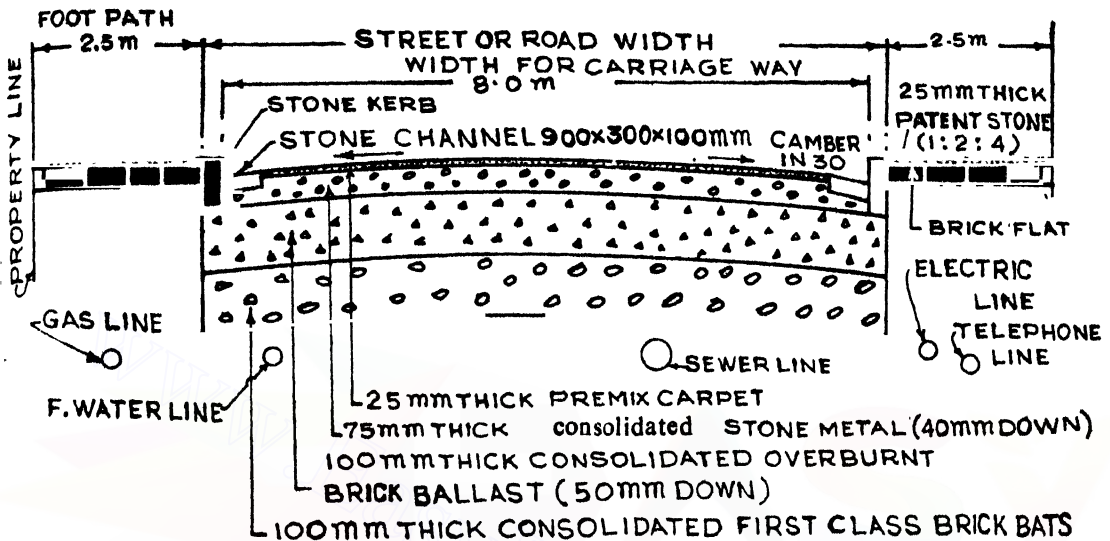 FOOT PATH
2.5m
STREET OR ROAD WIDTH
2.5m
WIDTH FOR CARRIAGE WAY
8.0m
PROPERTY LINE
STONE KERB
25mm THICK
PATENT STONE
(1:2:4)
STONE CHANNEL 900x300x100mm
CAMBER
IN 30
BRICK FLAT
ELECTRIC
LINE
GAS LINE
TELEPHONE
LINE
SEWER LINE
F. WATER LINE
25mm THICK PREMIX CARPET
75mm THICK consolidated STONE METAL (40mm DOWN)
100mm THICK CONSOLIDATED OVERBURNT
BRICK BALLAST (50mm DOWN)
100mm THICK CONSOLIDATED FIRST CLASS BRICK BATS